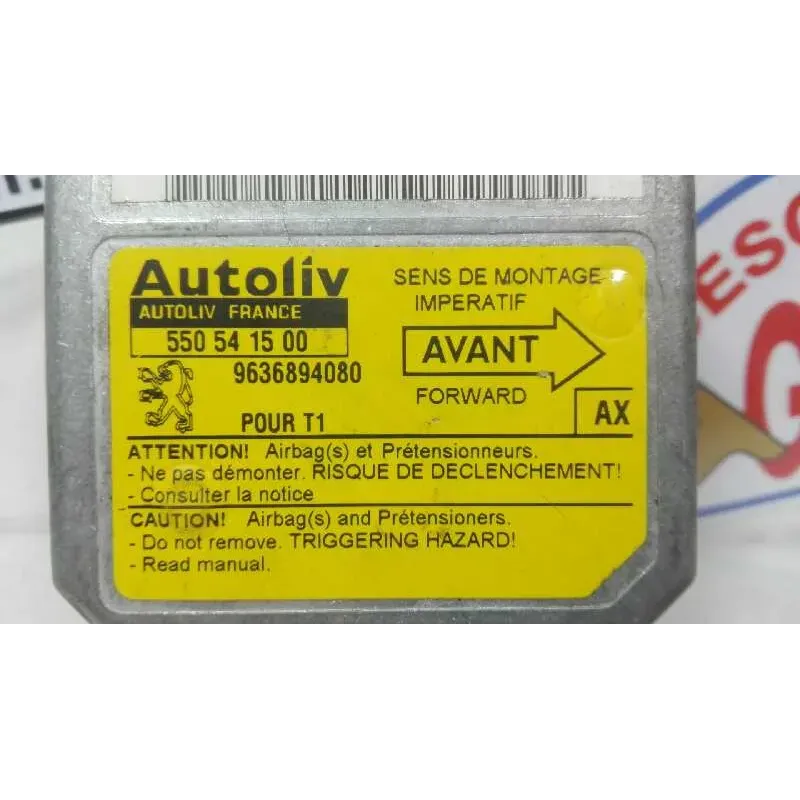 Autoliv
AUTOLIV FRANCE
550 54 15 00
9636894080
POUR T1
SENS DE MONTAGE
IMPERATIF
AVANT
FORWARD
AX
ATTENTION! Airbag(s) et Prétensionneurs.
- Ne pas démonter. RISQUE DE DECLENCHEMENT!
- Consulter la notice
CAUTION! Airbag(s) and Prétensioners.
- Do not remove. TRIGGERING HAZARD!
- Read manual.